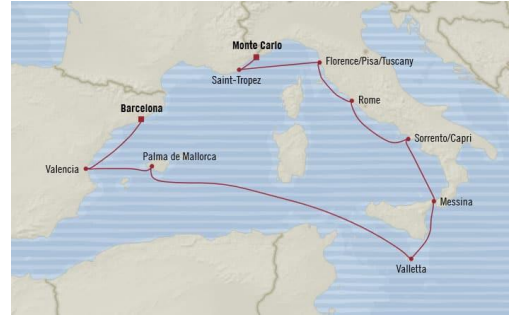 Monte Carlo
Florence/Pisa/Tuscany
Saint-Tropez
Rome
Barcelona
Sorrento/Capri
Palma de Mallorca
Valencia
Messina
Valletta